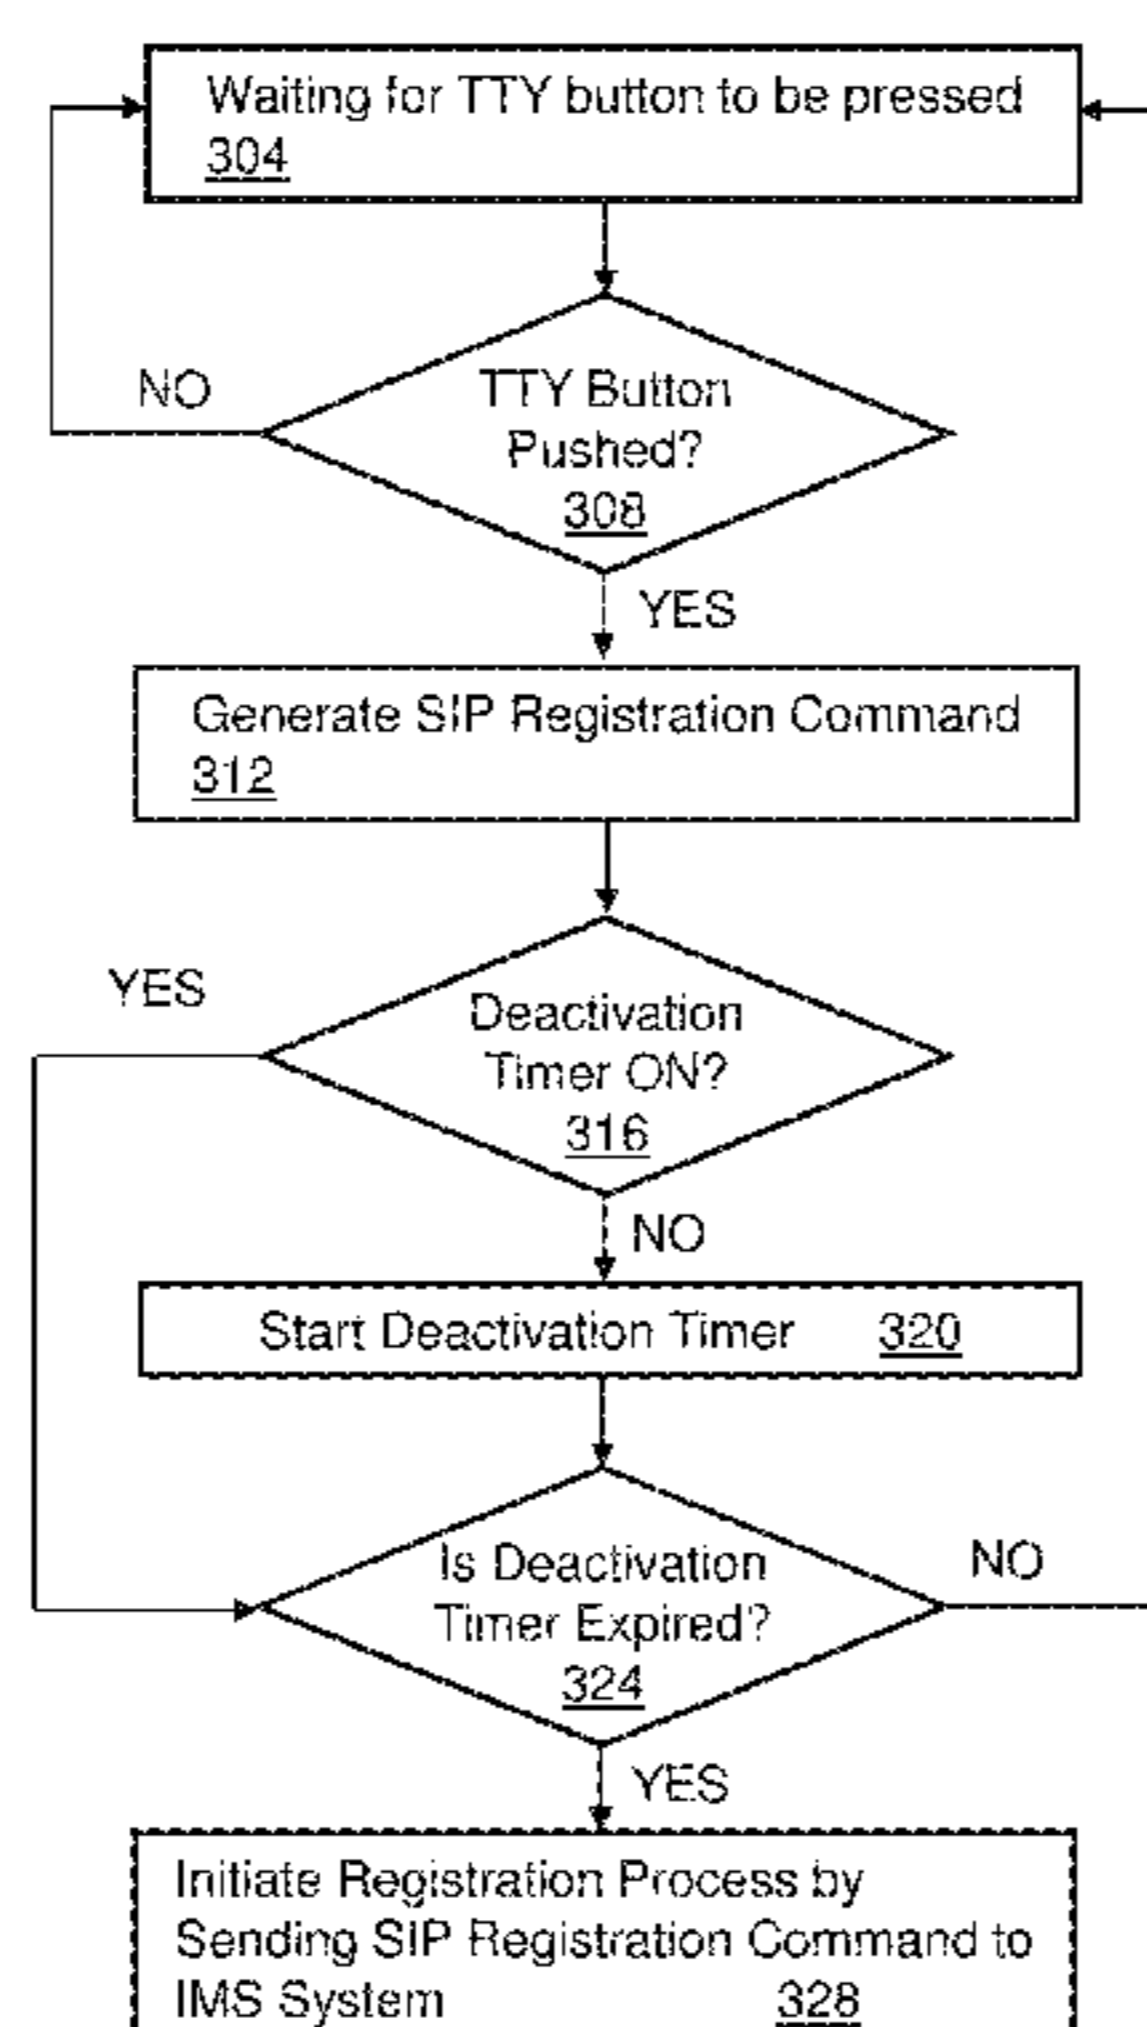 Waiting for TTY button to be pressed
304
NO
TTY Button
Pushed?
308
YES
Generate SIP Registration Command
312
YES
Deactivation
Timer ON?
316
NO
Start Deactivation Timer 320
Is Deactivation
Timer Expired?
324
NO
YES
Initiate Registration Process by
Sending SIP Registration Command to
IMS System 328